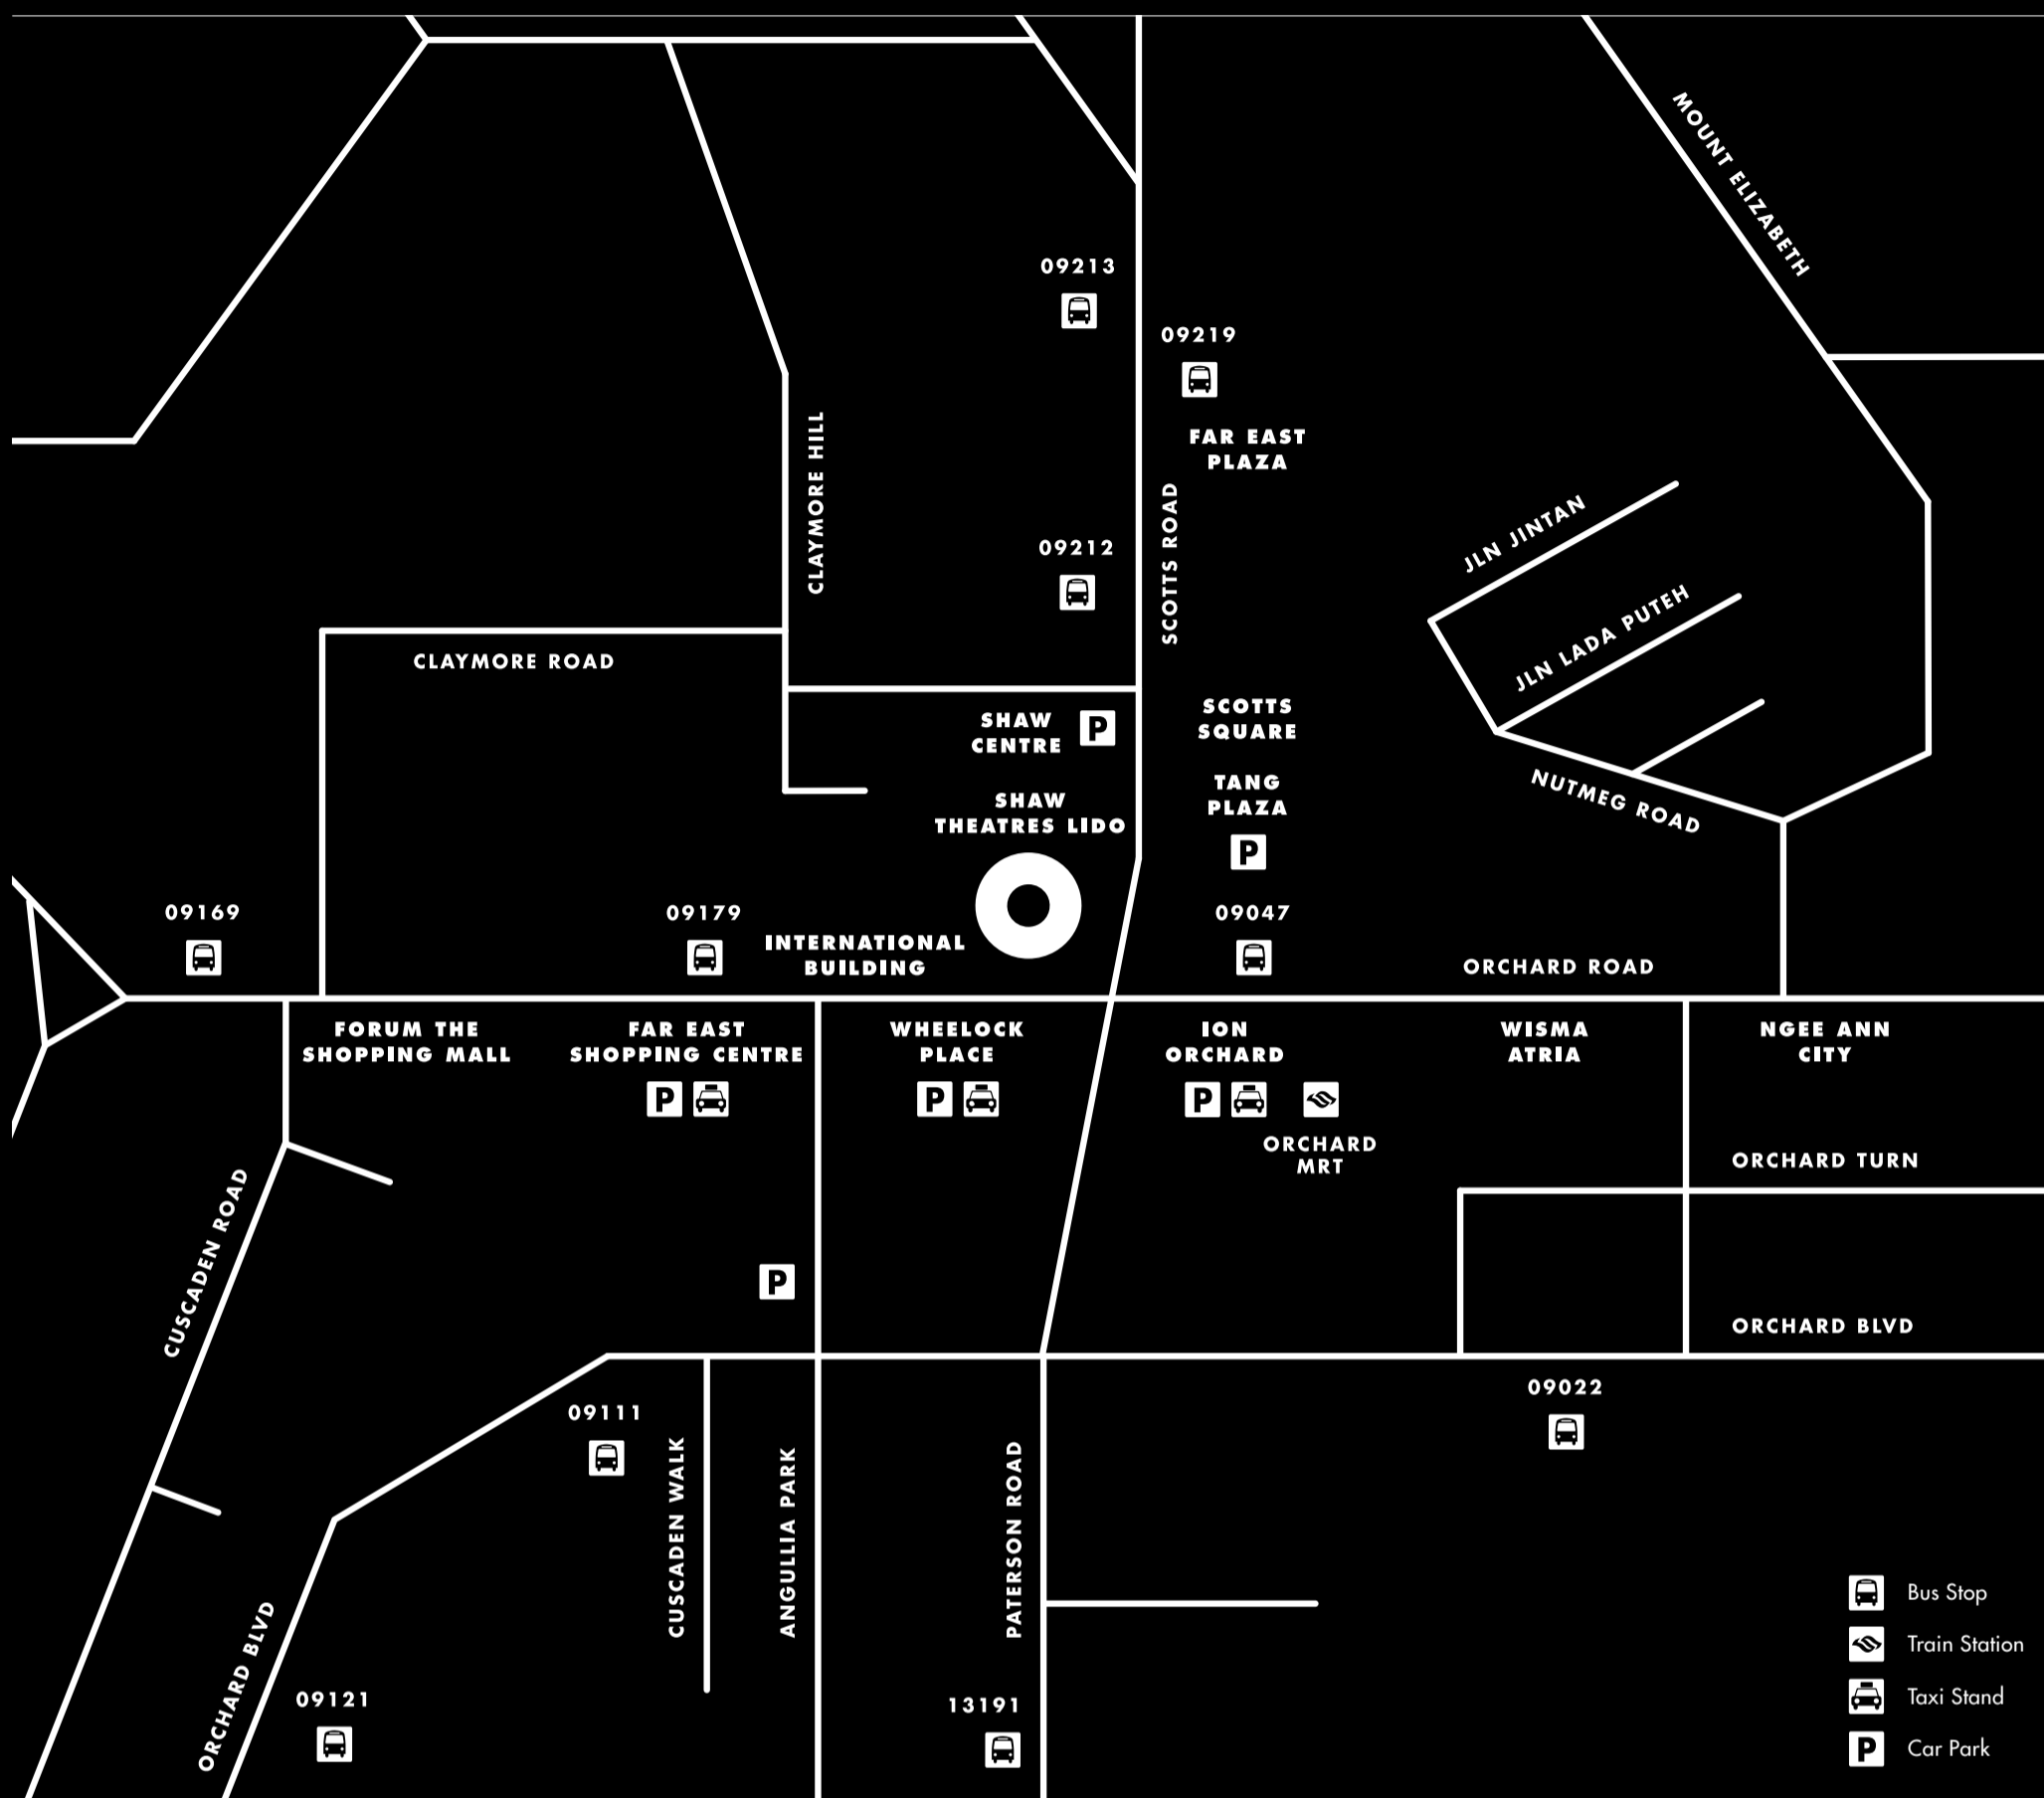 MOUNT ELIZABETH
09213
09219
FAR EAST
PLAZA
CLAYMORE HILL
SCOTTS ROAD
JLN JINTAN
09212
JLN LADA PUTEH
CLAYMORE ROAD
SHAW
CENTRE
P
SCOTTS
SQUARE
TANG
PLAZA
P
NUTMEG ROAD
SHAW
THEATRES LIDO
09169
09179
INTERNATIONAL
BUILDING
09047
ORCHARD ROAD
FORUM THE
SHOPPING MALL
FAR EAST
SHOPPING CENTRE
P
WHEELOCK
PLACE
P
ION
ORCHARD
P
ORCHARD
MRT
WISMA
ATRIA
NGEE ANN
CITY
ORCHARD TURN
CUSCADEN ROAD
P
ORCHARD BLVD
09111
09022
CUSCADEN WALK
ANGULLIA PARK
PATERSON ROAD
ORCHARD BLVD
09121
13191
Bus Stop
Train Station
Taxi Stand
P Car Park